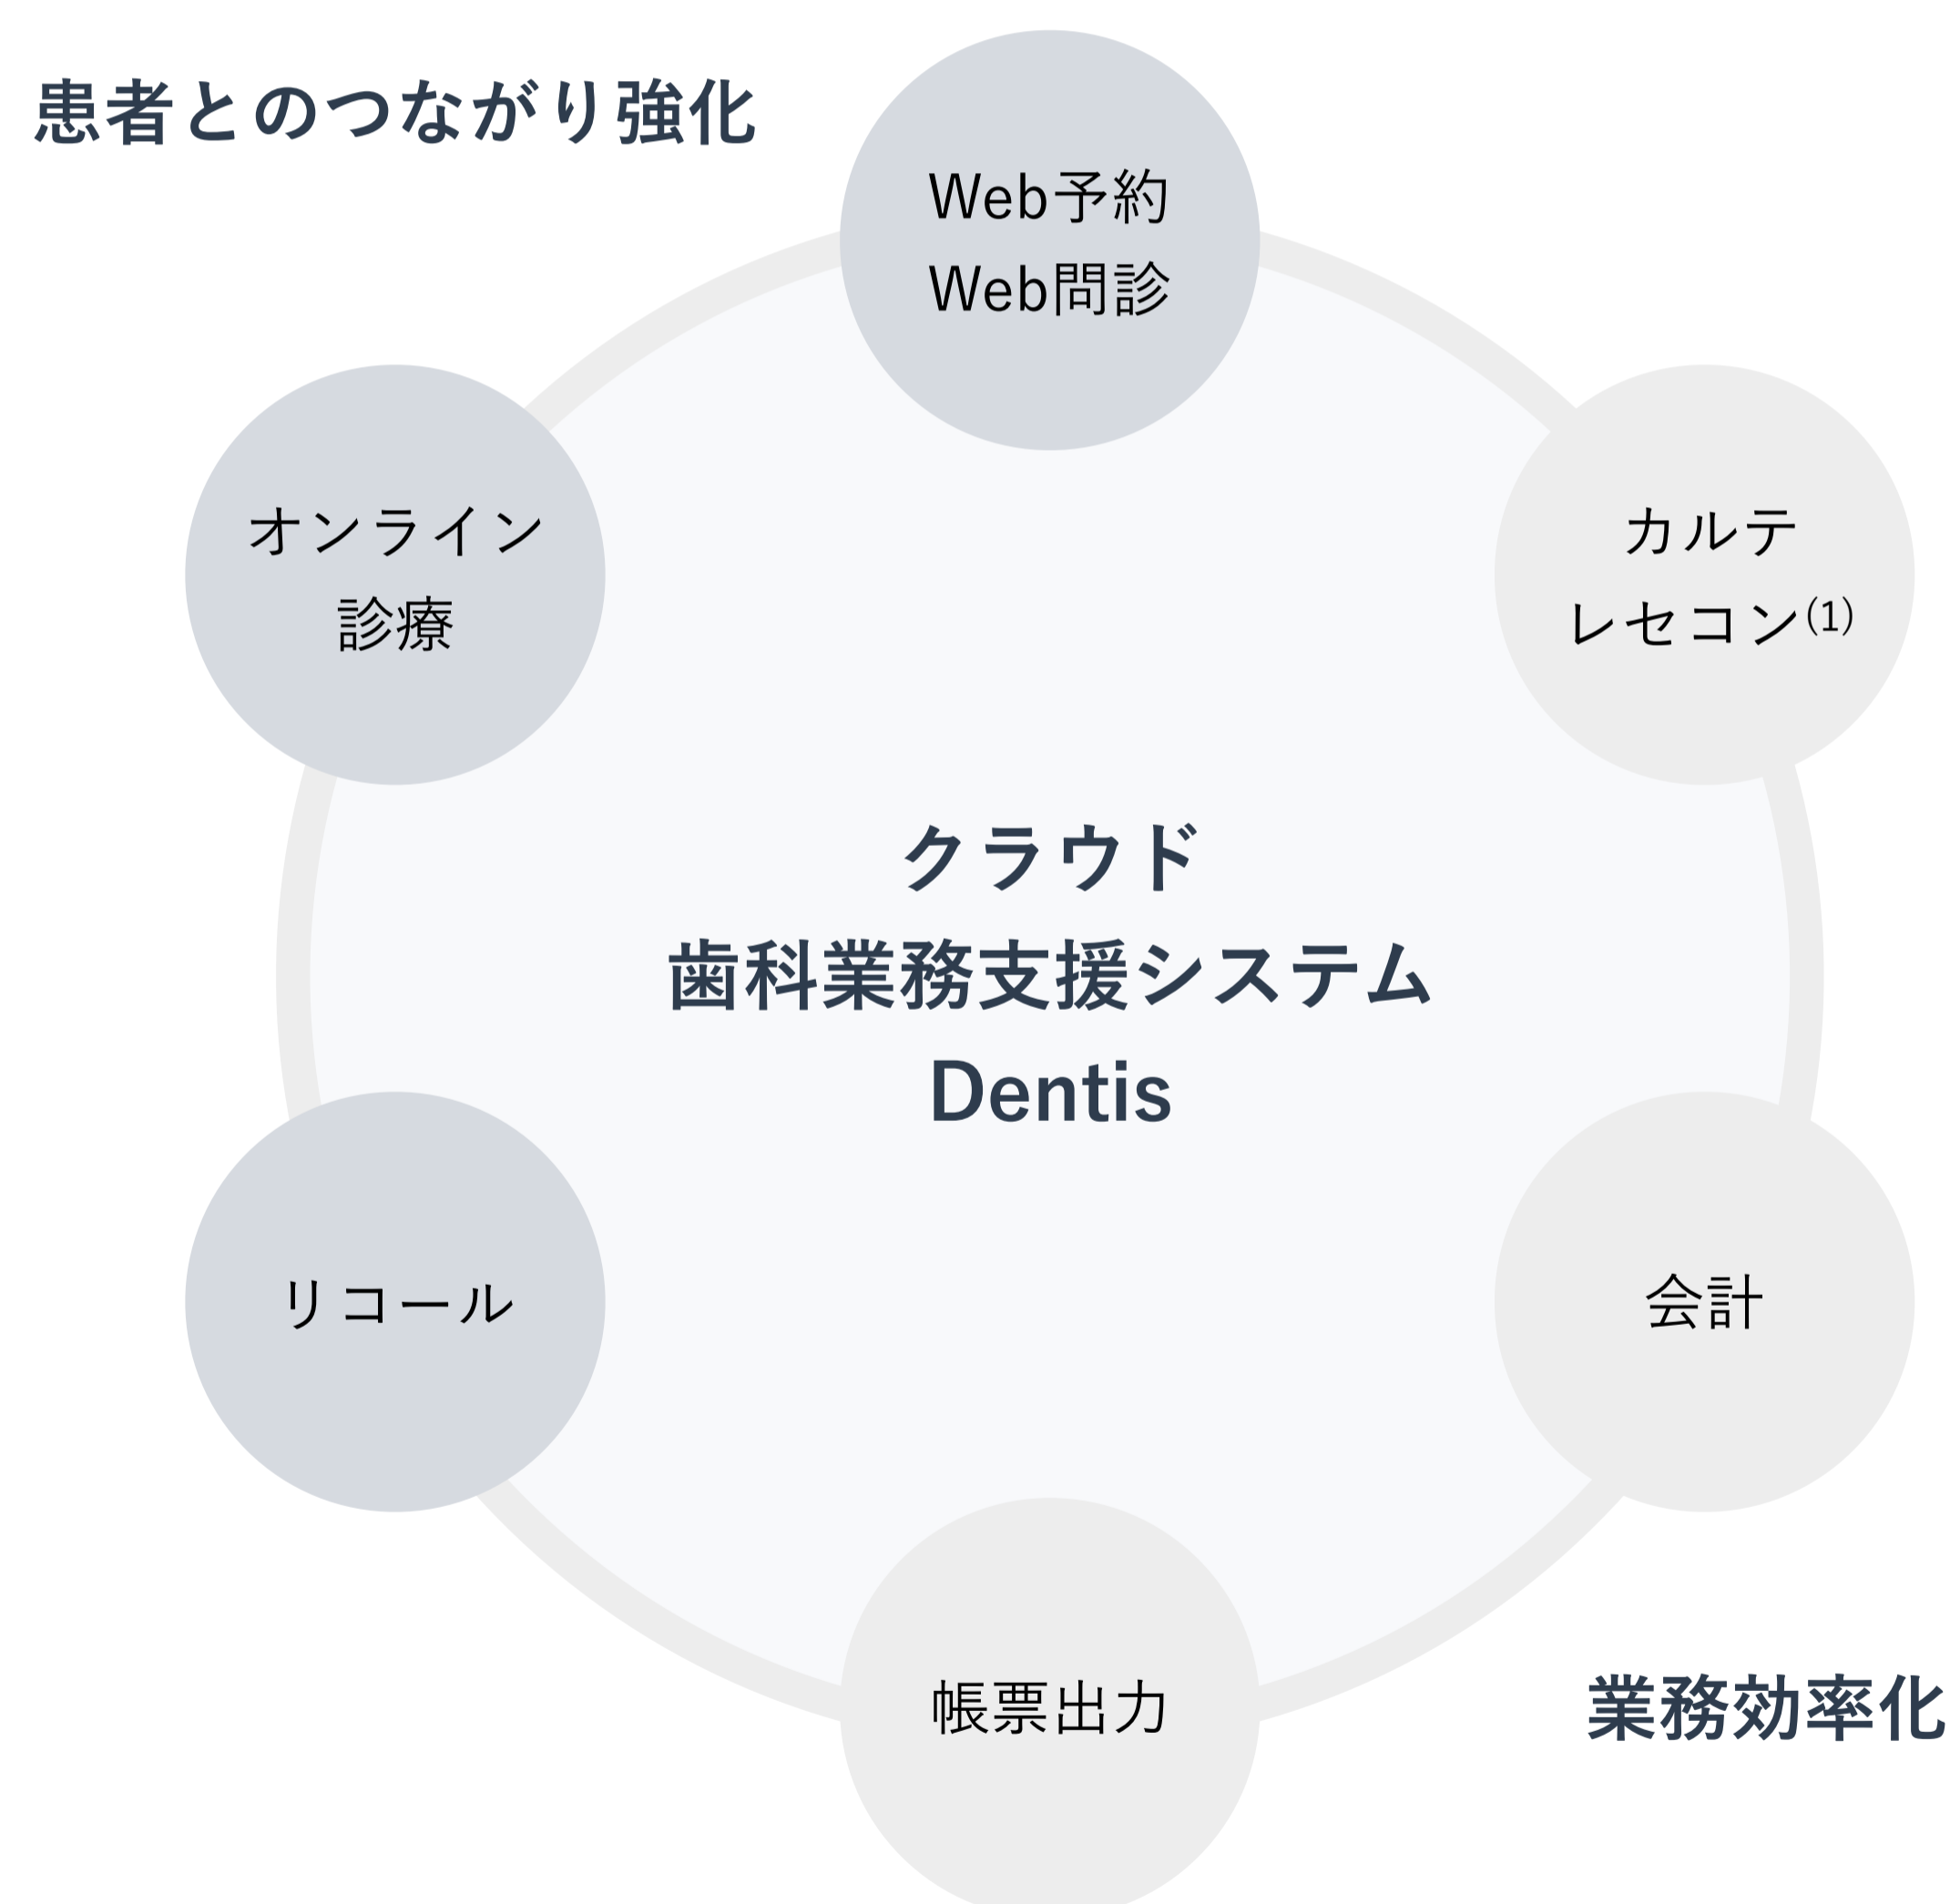 患者とのつながり強化
Web予約
Web問診
オンライン
診療
カルテ
レセコン(1)
クラウド
歯科業務支援システム
Dentis
リコール
会計
帳票出力
業務効率化